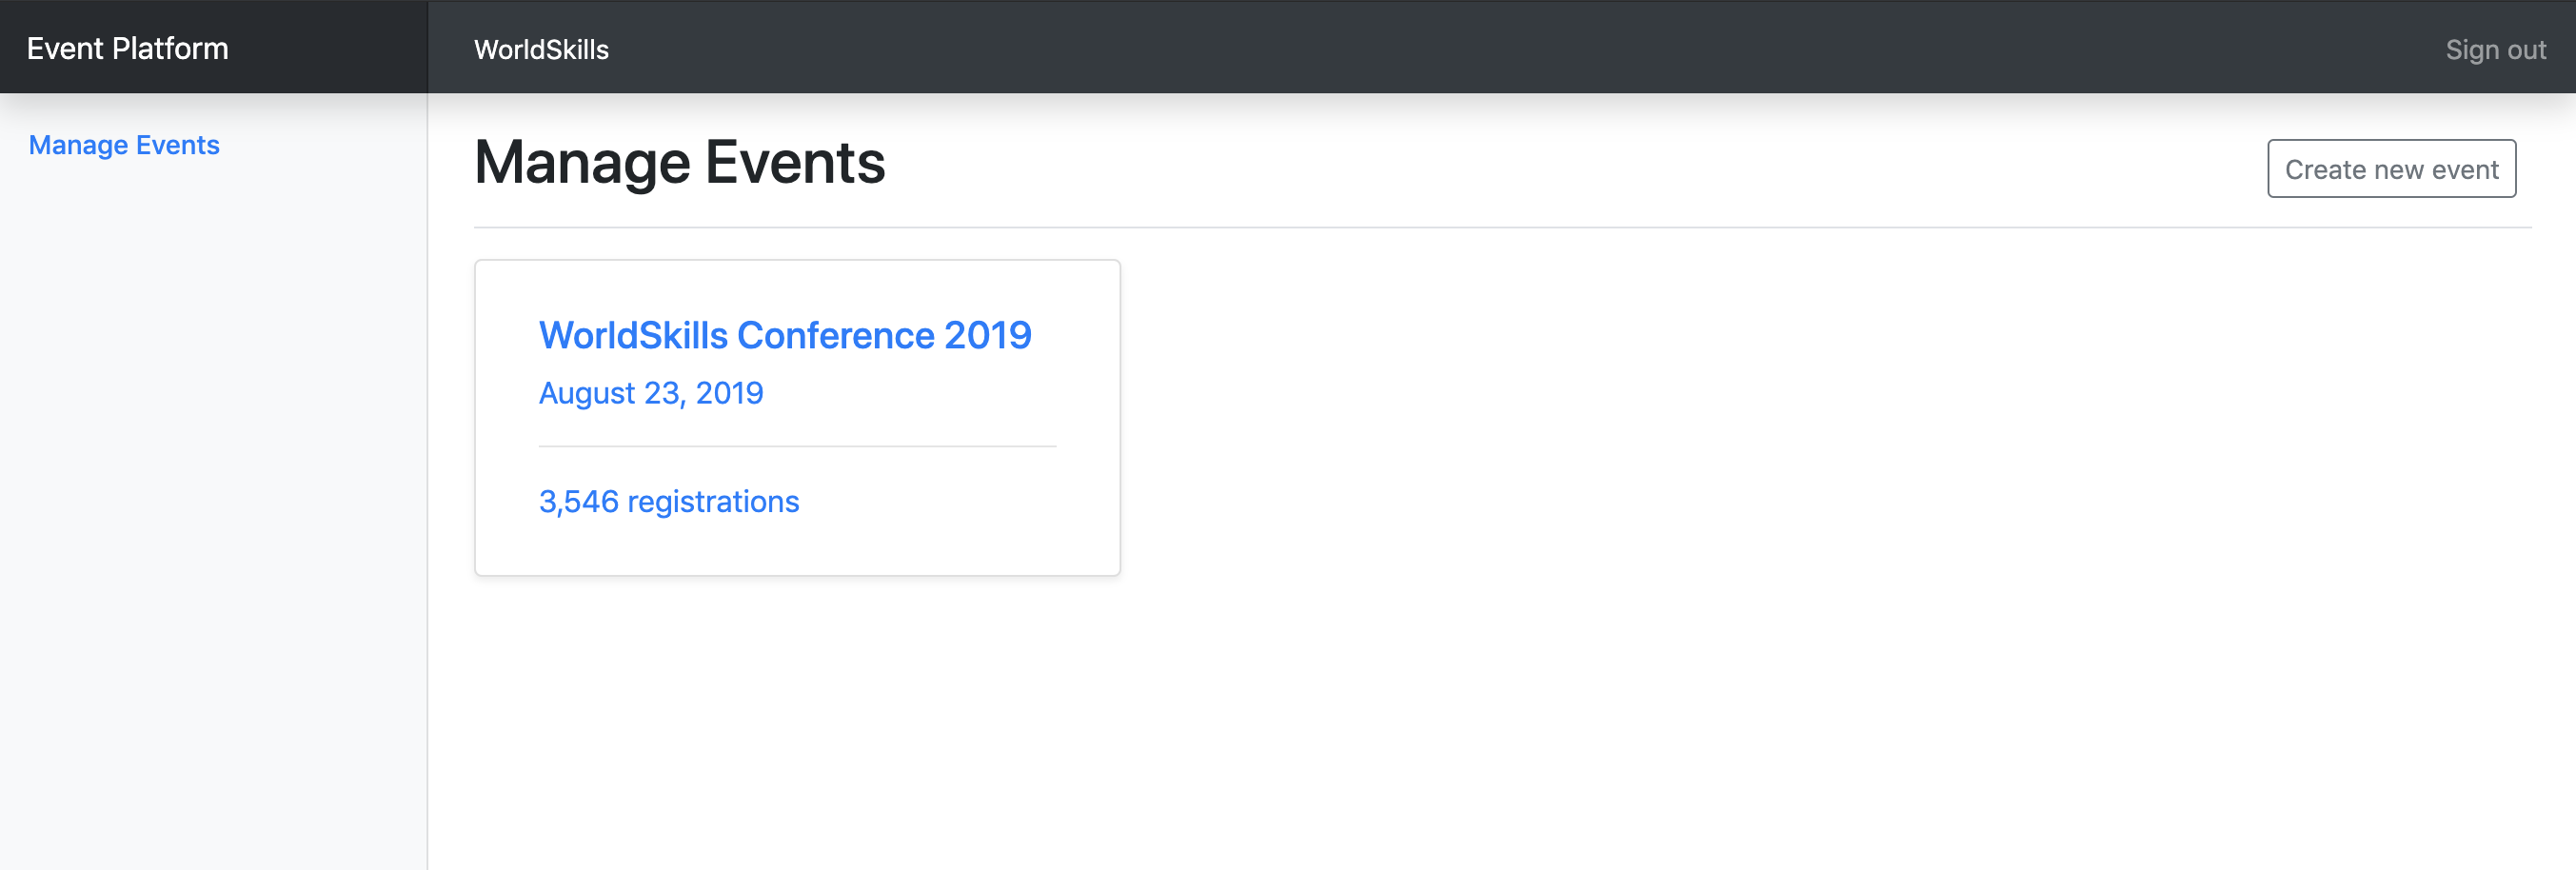 Event Platform
WorldSkills
Sign out
Manage Events
Manage Events
Create new event
WorldSkills Conference 2019
August 23, 2019
3,546 registrations